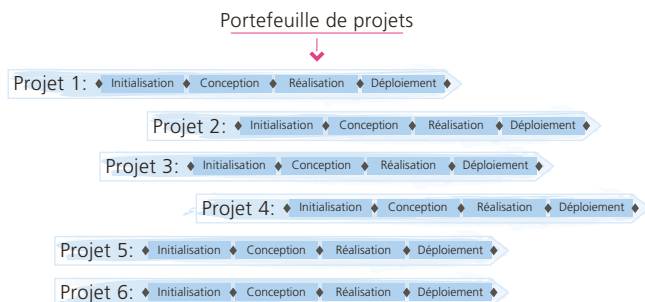 Portefeuille de projets
Projet 1: Initialisation Conception Réalisation Déploiement
Projet 2: Initialisation Conception Réalisation Déploiement
Projet 3: Initialisation Conception Réalisation Déploiement
Projet 4: Initialisation Conception Réalisation Déploiement
Projet 5: Initialisation Conception Réalisation Déploiement
Projet 6: Initialisation Conception Réalisation Déploiement